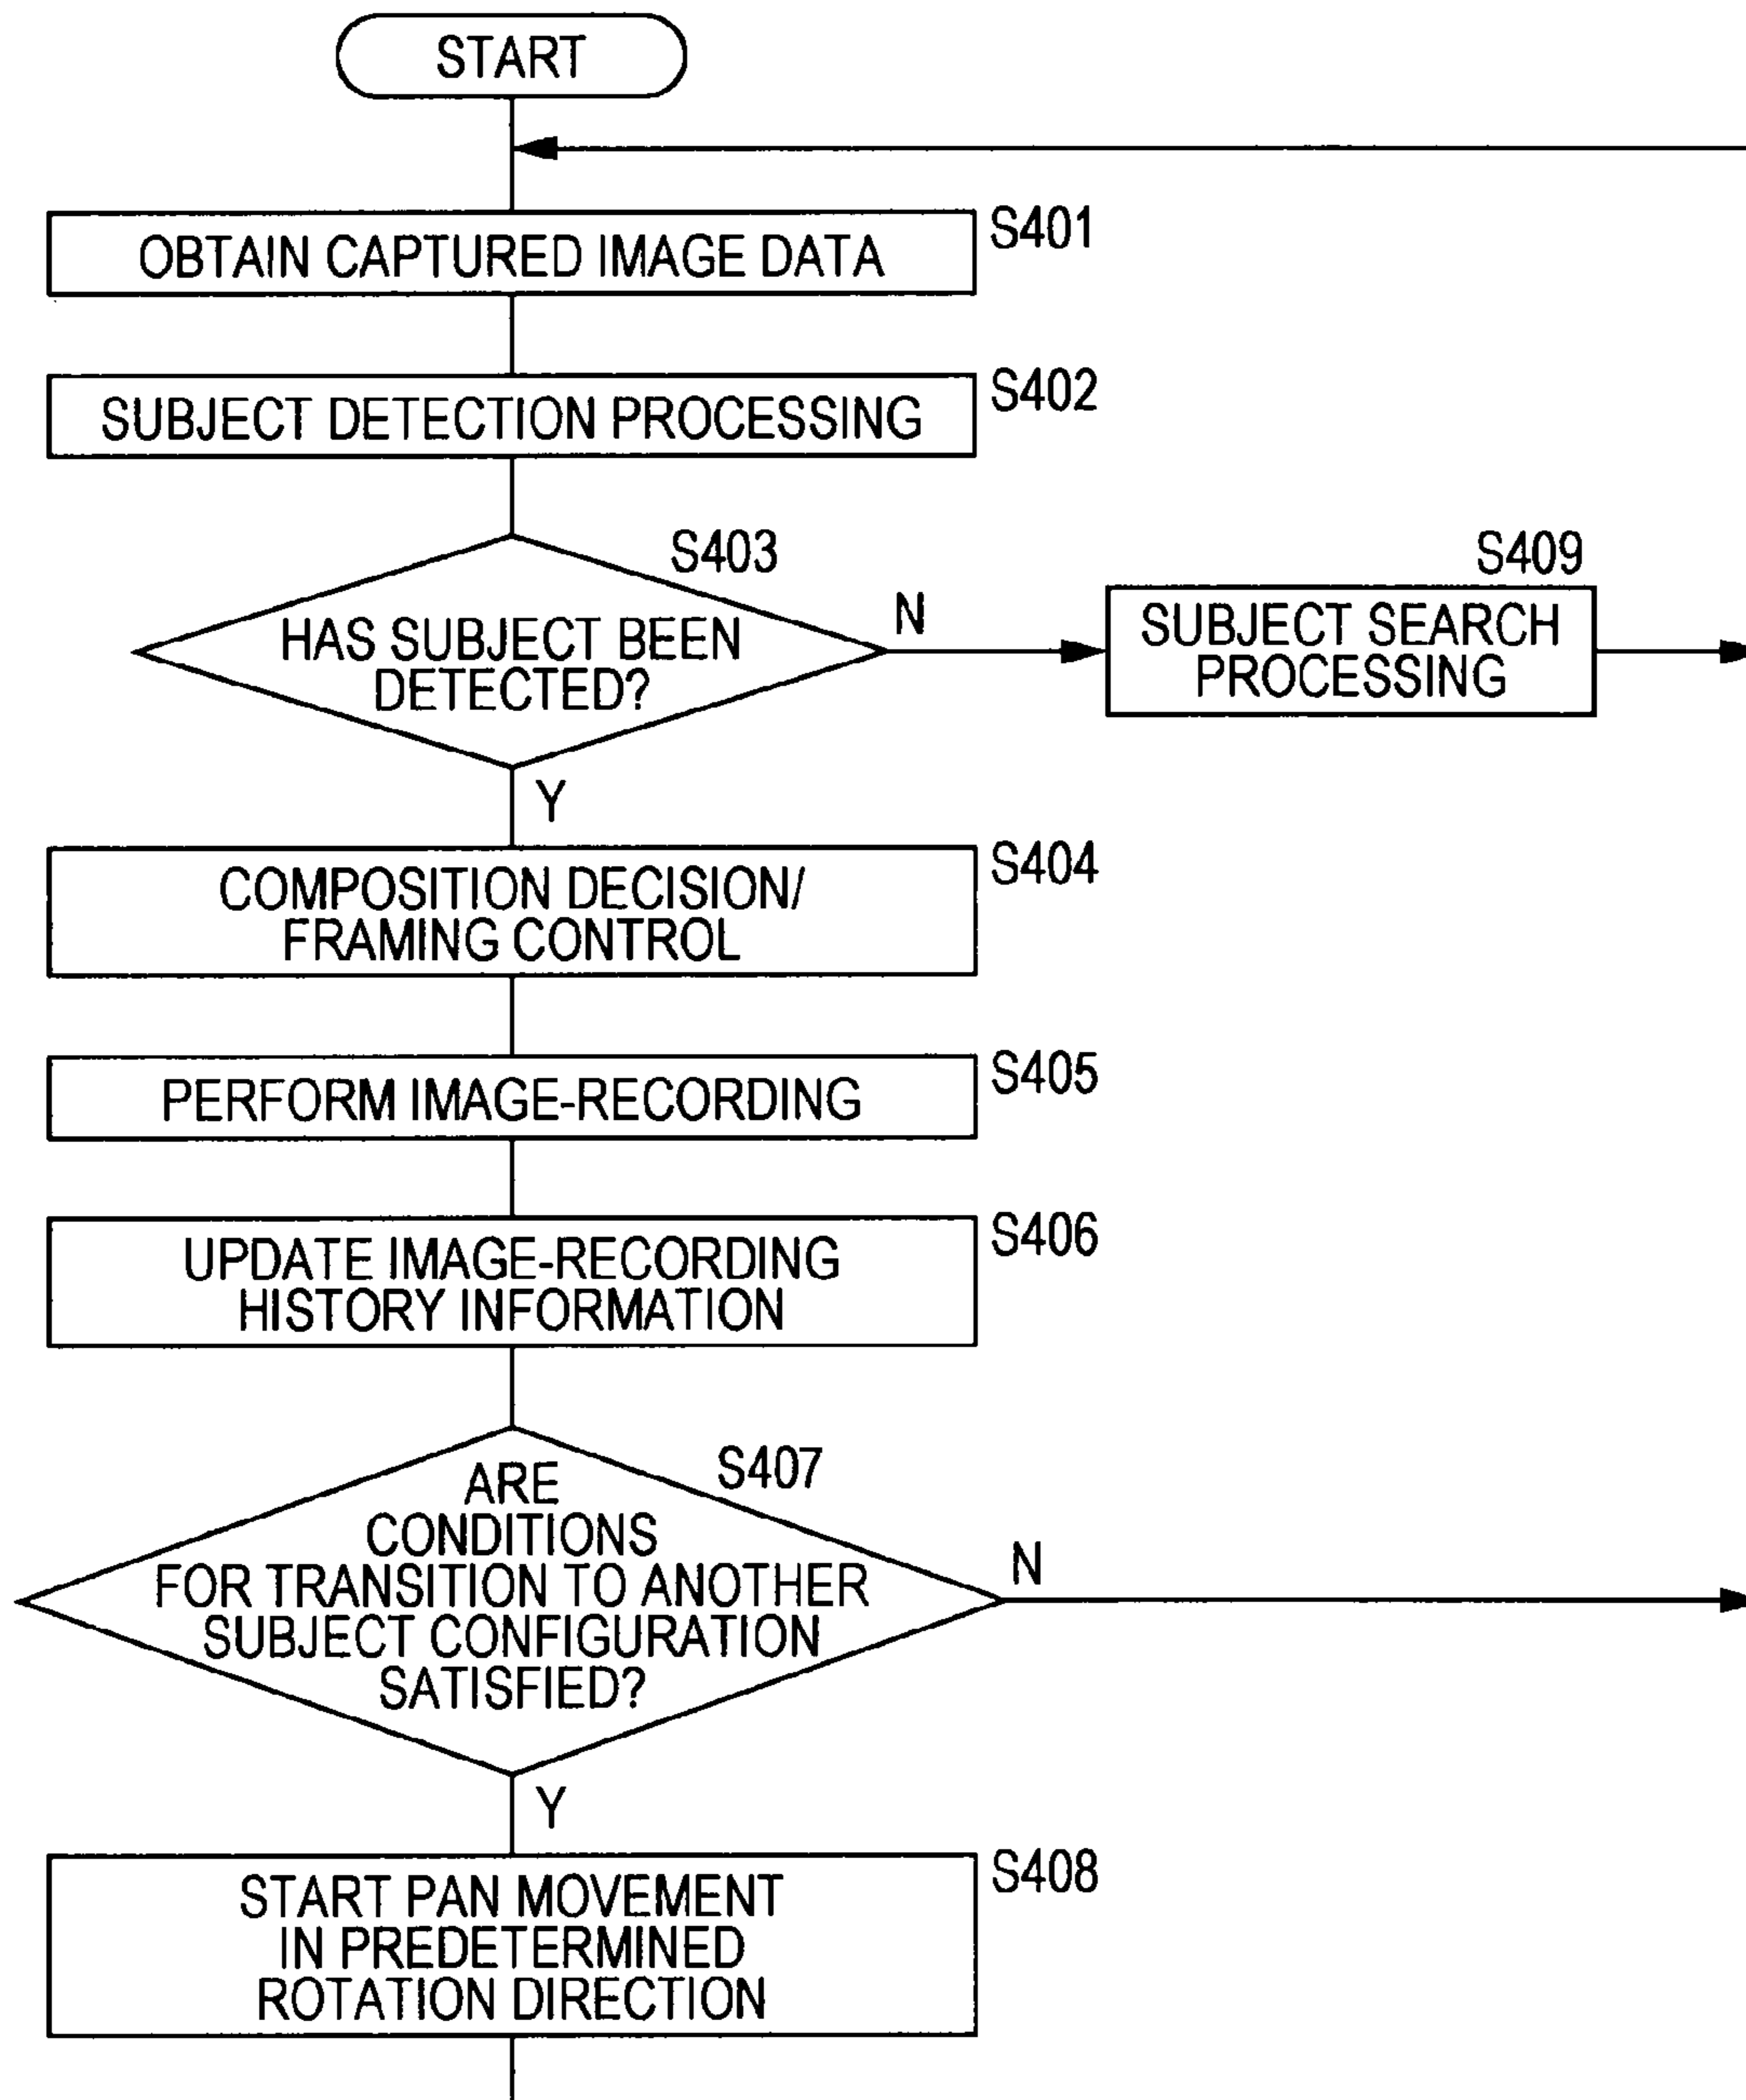 START
OBTAIN CAPTURED IMAGE DATA
S401
SUBJECT DETECTION PROCESSING
S402
S403
HAS SUBJECT BEEN
DETECTED?
N
S409
SUBJECT SEARCH
PROCESSING
Y
COMPOSITION DECISION/
FRAMING CONTROL
S404
PERFORM IMAGE-RECORDING
S405
UPDATE IMAGE-RECORDING
HISTORY INFORMATION
S406
S407
ARE
CONDITIONS
FOR TRANSITION TO ANOTHER
SUBJECT CONFIGURATION
SATISFIED?
N
Y
START PAN MOVEMENT
IN PREDETERMINED
ROTATION DIRECTION
S408